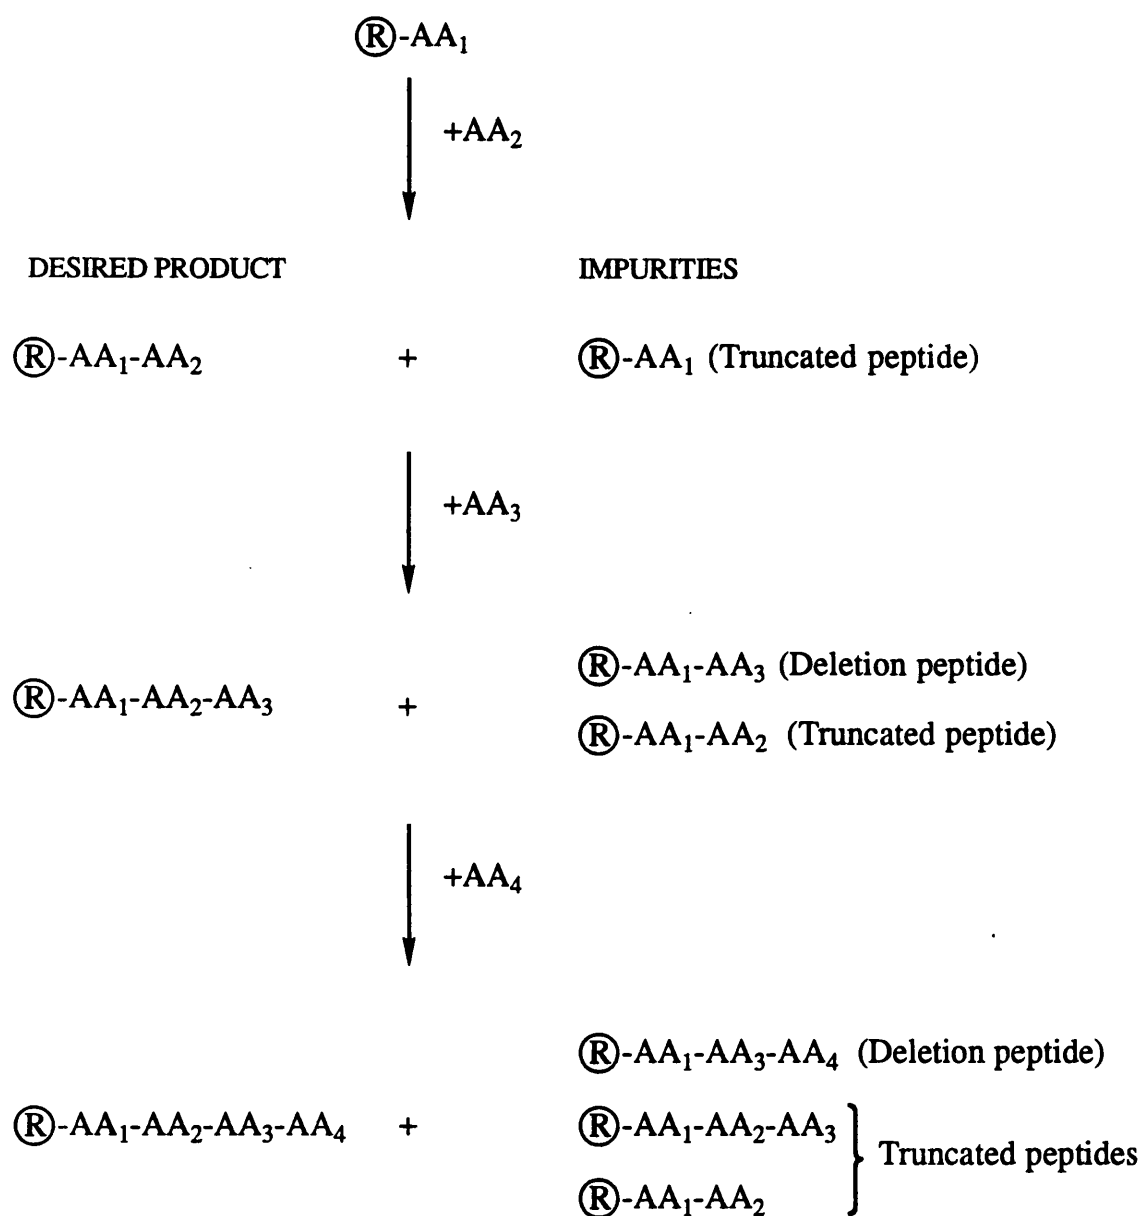 Ⓡ-AA₁
+AA₂
DESIRED PRODUCT IMPURITIES
Ⓡ-AA₁-AA₂ + Ⓡ-AA₁ (Truncated peptide)
+AA₃
Ⓡ-AA₁-AA₃ (Deletion peptide)
Ⓡ-AA₁-AA₂-AA₃ +
Ⓡ-AA₁-AA₂ (Truncated peptide)
+AA₄
Ⓡ-AA₁-AA₃-AA₄ (Deletion peptide)
Ⓡ-AA₁-AA₂-AA₃-AA₄ + Ⓡ-AA₁-AA₂-AA₃
Truncated peptides
Ⓡ-AA₁-AA₂